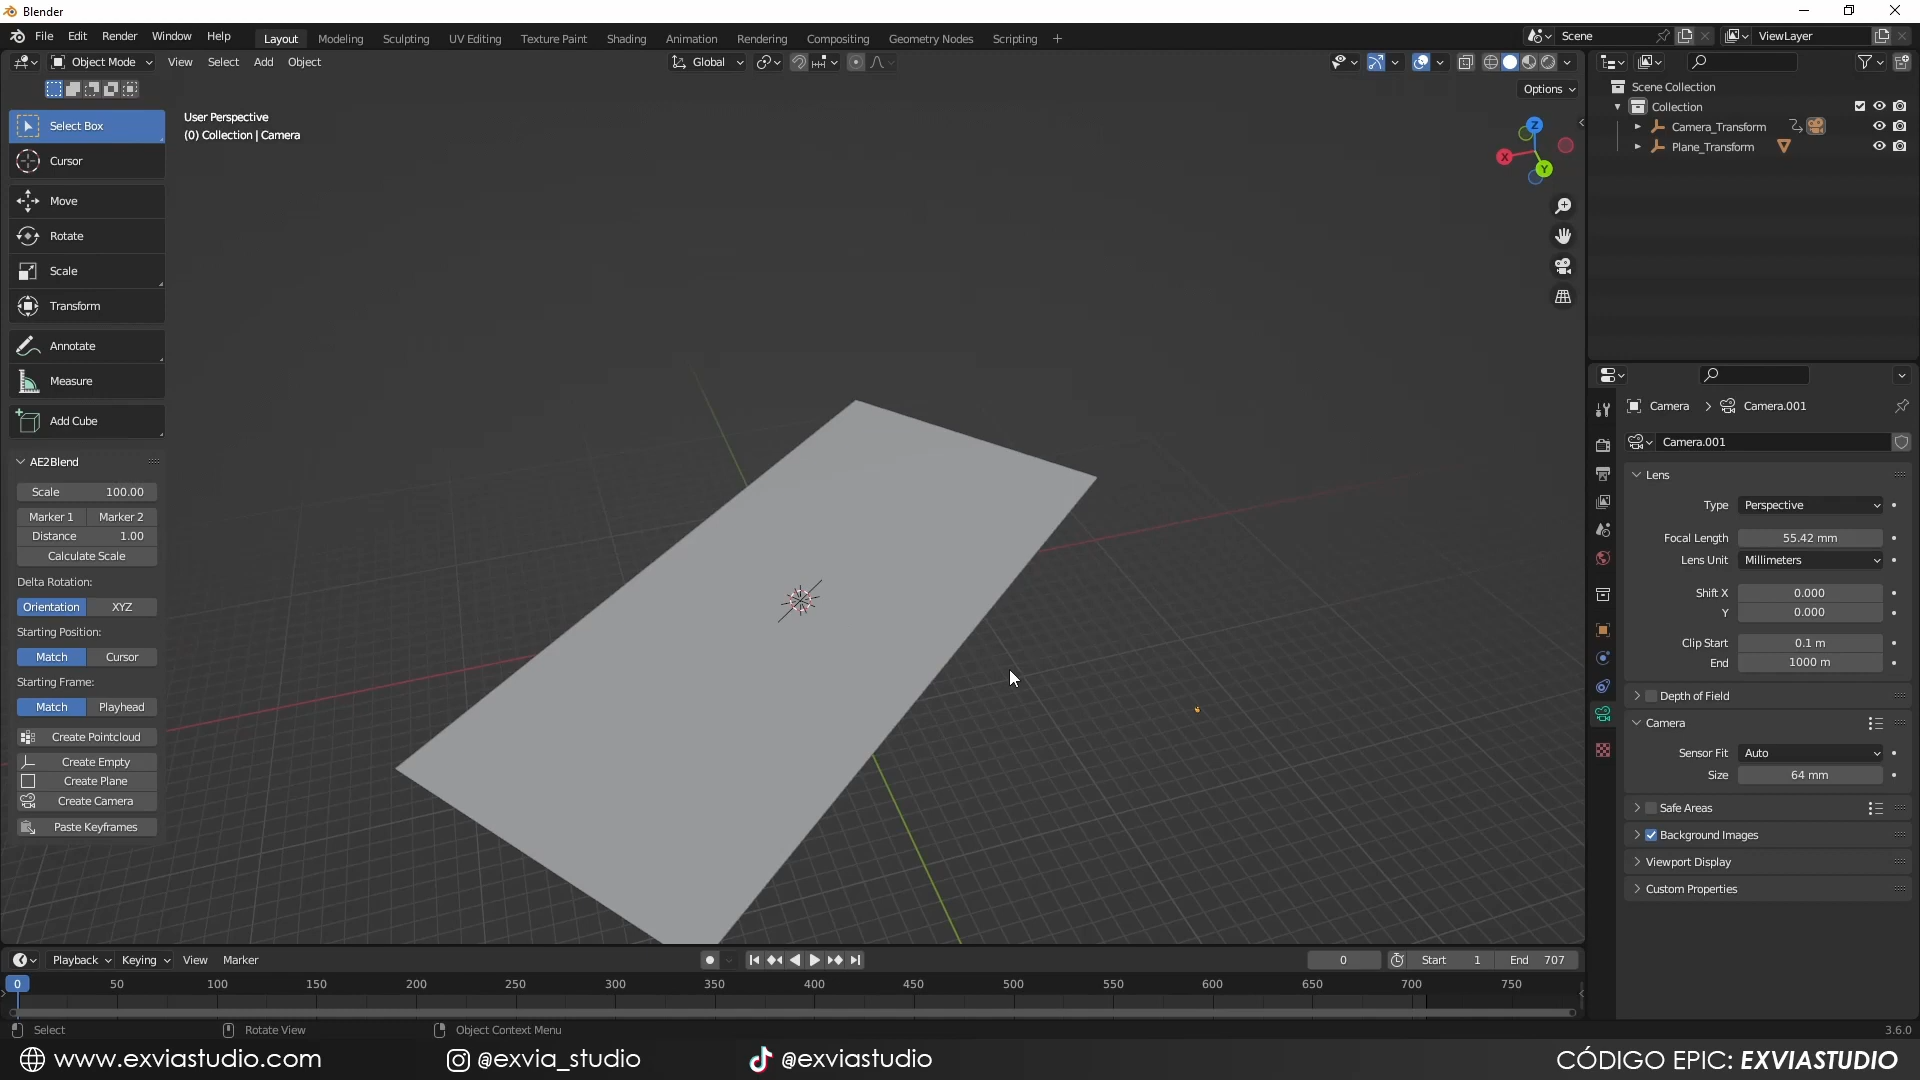 Blender
File Edit Render Window Help
Layout Modeling Sculpting UV Editing Texture Paint Shading Animation Rendering Compositing Geometry Nodes Scripting +
Scene
ViewLayer
Object Mode View Select Add Object
Global
Options
User Perspective
(0) Collection | Camera
Z
X
Y
Select Box
Cursor
Move
Rotate
Scale
Transform
Annotate
Measure
Add Cube
AE2Blend
Scale 100.00
Marker 1 Marker 2
Distance 1.00
Calculate Scale
Delta Rotation:
Orientation XYZ
Starting Position:
Match Cursor
Starting Frame:
Match Playhead
Create Pointcloud
Create Empty
Create Plane
Create Camera
Paste Keyframes
Scene Collection
Collection
Camera_Transform
Plane_Transform
Camera > Camera.001
Camera.001
Lens
Type Perspective
Focal Length 55.42 mm
Lens Unit Millimeters
Shift X 0.000
Y 0.000
Clip Start 0.1 m
End 1000 m
Depth of Field
Camera
Sensor Fit Auto
Size 64 mm
Safe Areas
Background Images
Viewport Display
Custom Properties
Playback Keying View Marker
0 Start 1 End 707
0 50 100 150 200 250 300 350 400 450 500 550 600 650 700 750
Select Rotate View Object Context Menu
3.6.0
www.exviastudio.com @exvia_studio @exviastudio CÓDIGO EPIC: EXVIASTUDIO